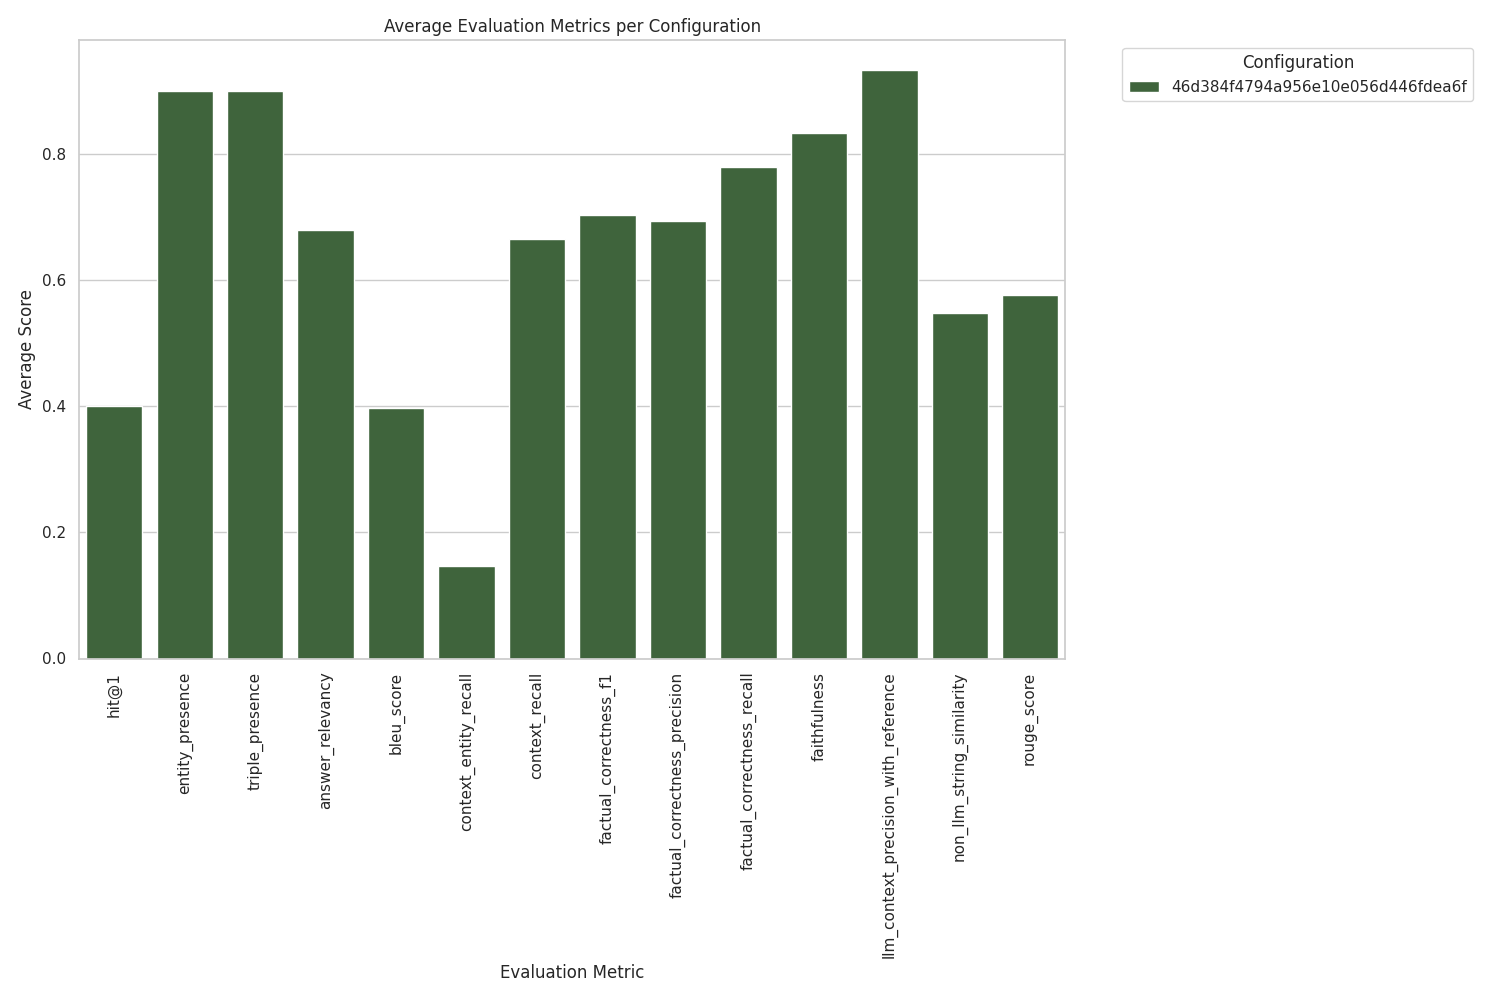 Average Evaluation Metrics per Configuration
Configuration
46d384f4794a956e10e056d446fdea6f
Average Score
0.8
0.6
0.4
0.2
0.0
hit@1
entity_presence
triple_presence
answer_relevancy
bleu_score
context_entity_recall
context_recall
factual_correctness_f1
factual_correctness_precision
factual_correctness_recall
faithfulness
llm_context_precision_with_reference
non_llm_string_similarity
rouge_score
Evaluation Metric